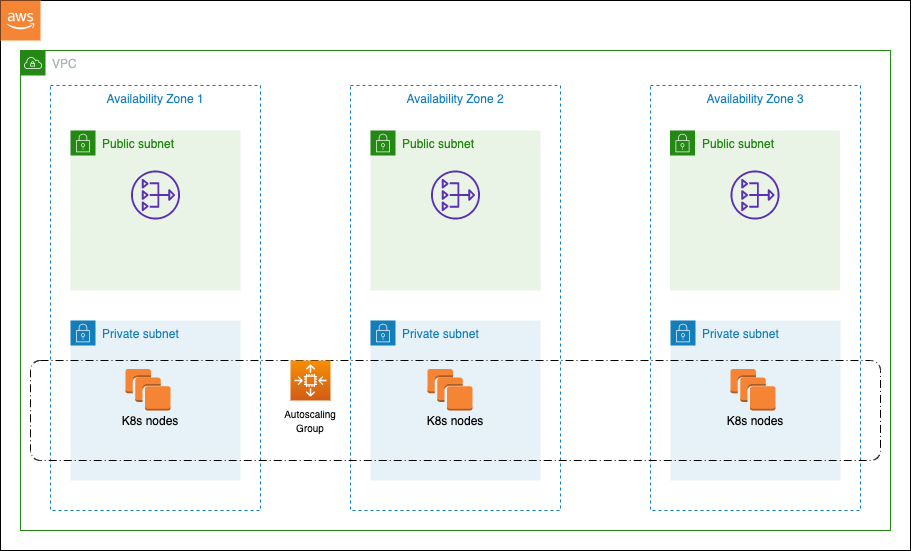 aws
VPC
Availability Zone 1
Availability Zone 2
Availability Zone 3
Public subnet
Public subnet
Public subnet
Private subnet
Private subnet
Private subnet
K8s nodes
Autoscaling
Group
K8s nodes
K8s nodes